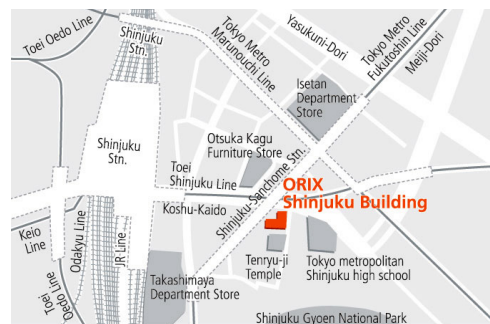 Toei Oedo Line
Shinjuku
Stn.
Tokyo Metro
Marunouchi Line
Yasukuni-Dori
Tokyo Metro
Fukutoshin Line
Meiji-Dori
Isetan
Department
Store
Shinjuku
Stn.
Otsuka Kagu
Furniture Store
Toei
Shinjuku Line
Shinjuku-Sanchome Stn.
ORIX
Shinjuku Building
Koshu-Kaido
Keio
Line
Odakyu Line
JR Line
Toei
Oedo Line
Takashimaya
Department Store
Tenryu-ji
Temple
Tokyo metropolitan
Shinjuku high school
Shinjuku Gyoen National Park